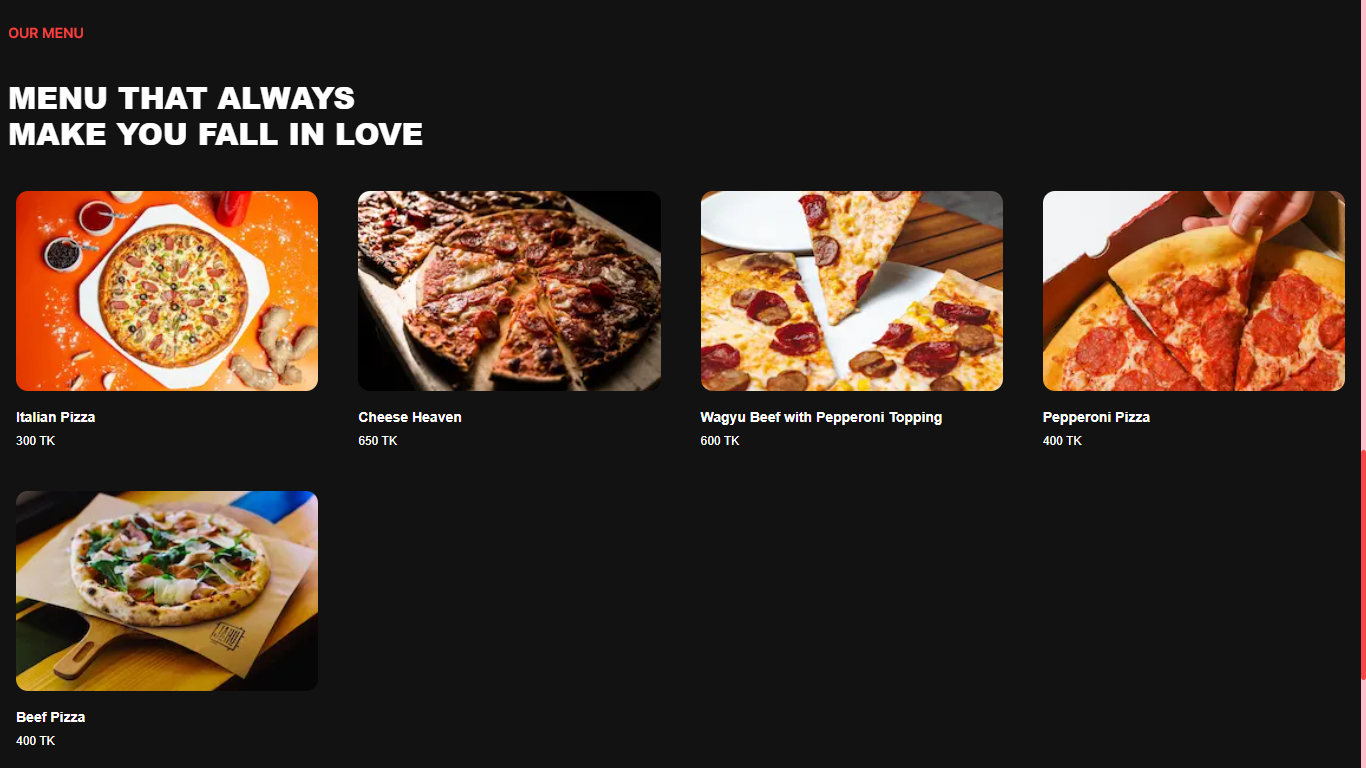 OUR MENU
MENU THAT ALWAYS
MAKE YOU FALL IN LOVE
Italian Pizza
300 TK
Cheese Heaven
650 TK
Wagyu Beef with Pepperoni Topping
600 TK
Pepperoni Pizza
400 TK
Beef Pizza
400 TK